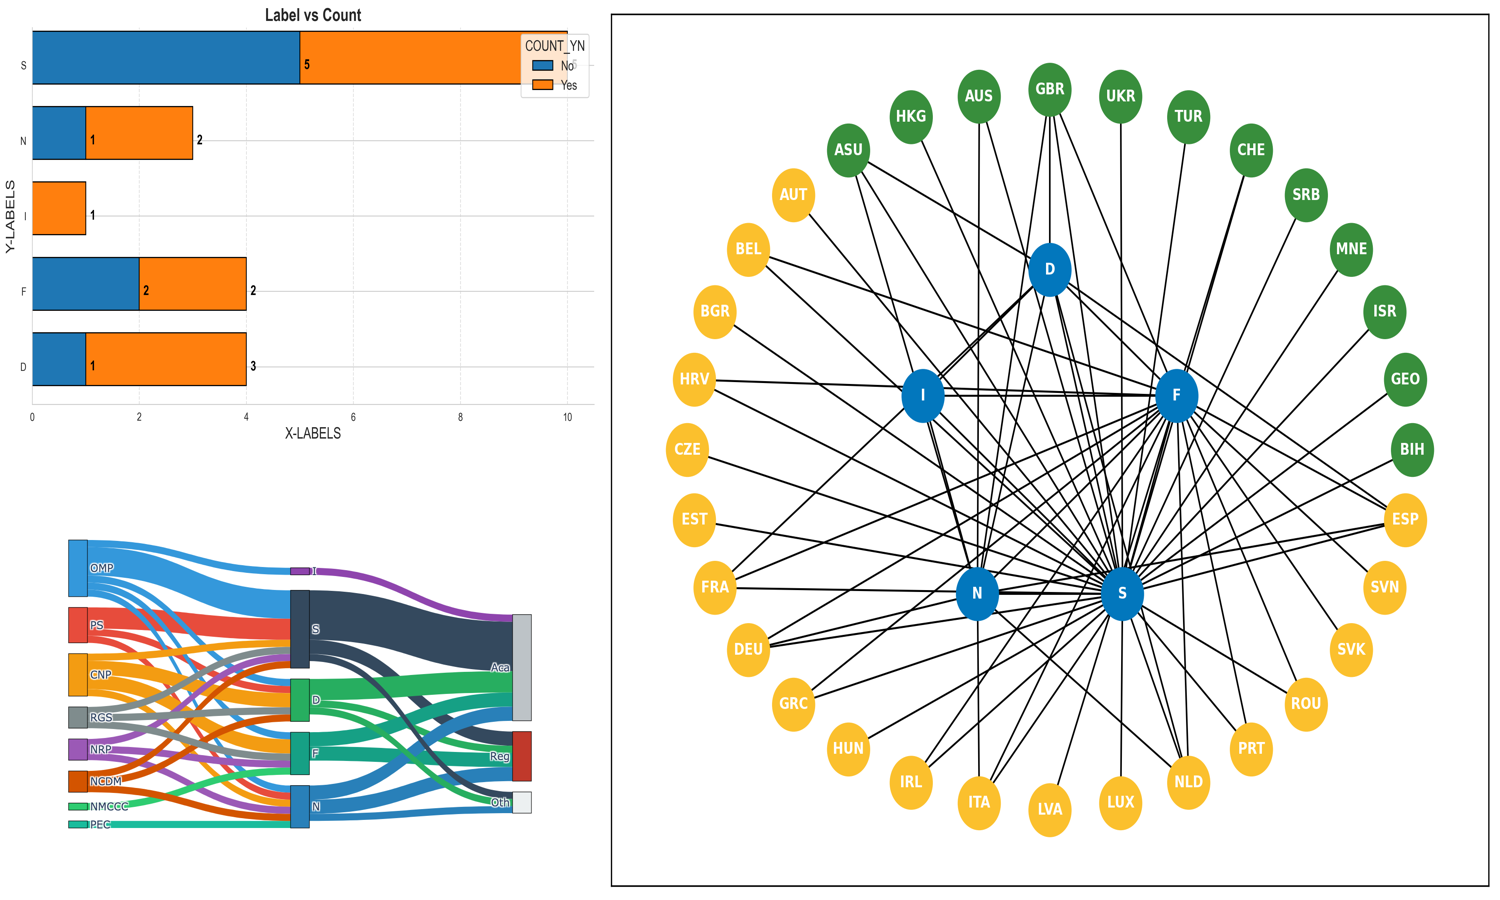 Label vs Count
COUNT_YN
No
Yes
S
5
5
N
1
2
I
1
F
2
2
D
1
3
0
2
4
6
8
10
X-LABELS
Y-LABELS
OMP
PS
CNP
RGS
NRP
NCDM
NMCCC
PEC
I
S
D
F
N
Aca
Reg
Oth
GBR
AUS
UKR
HKG
TUR
ASU
CHE
AUT
SRB
BEL
MNE
D
BGR
ISR
HRV
I
F
GEO
CZE
BIH
EST
ESP
FRA
N
S
SVN
DEU
SVK
GRC
ROU
HUN
PRT
IRL
NLD
ITA
LVA
LUX